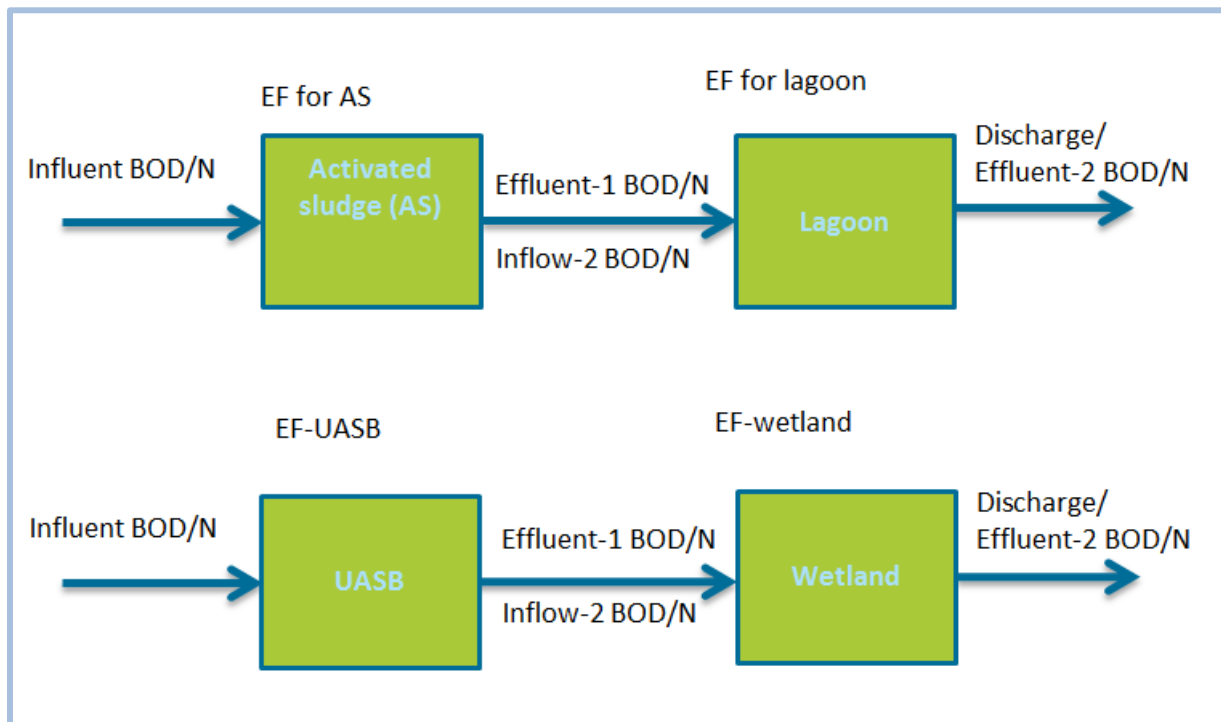 EF for AS
EF for lagoon
Influent BOD/N
Activated
sludge (AS)
Effluent-1 BOD/N
Inflow-2 BOD/N
Lagoon
Discharge/
Effluent-2 BOD/N
EF-UASB
EF-wetland
Influent BOD/N
UASB
Effluent-1 BOD/N
Inflow-2 BOD/N
Wetland
Discharge/
Effluent-2 BOD/N